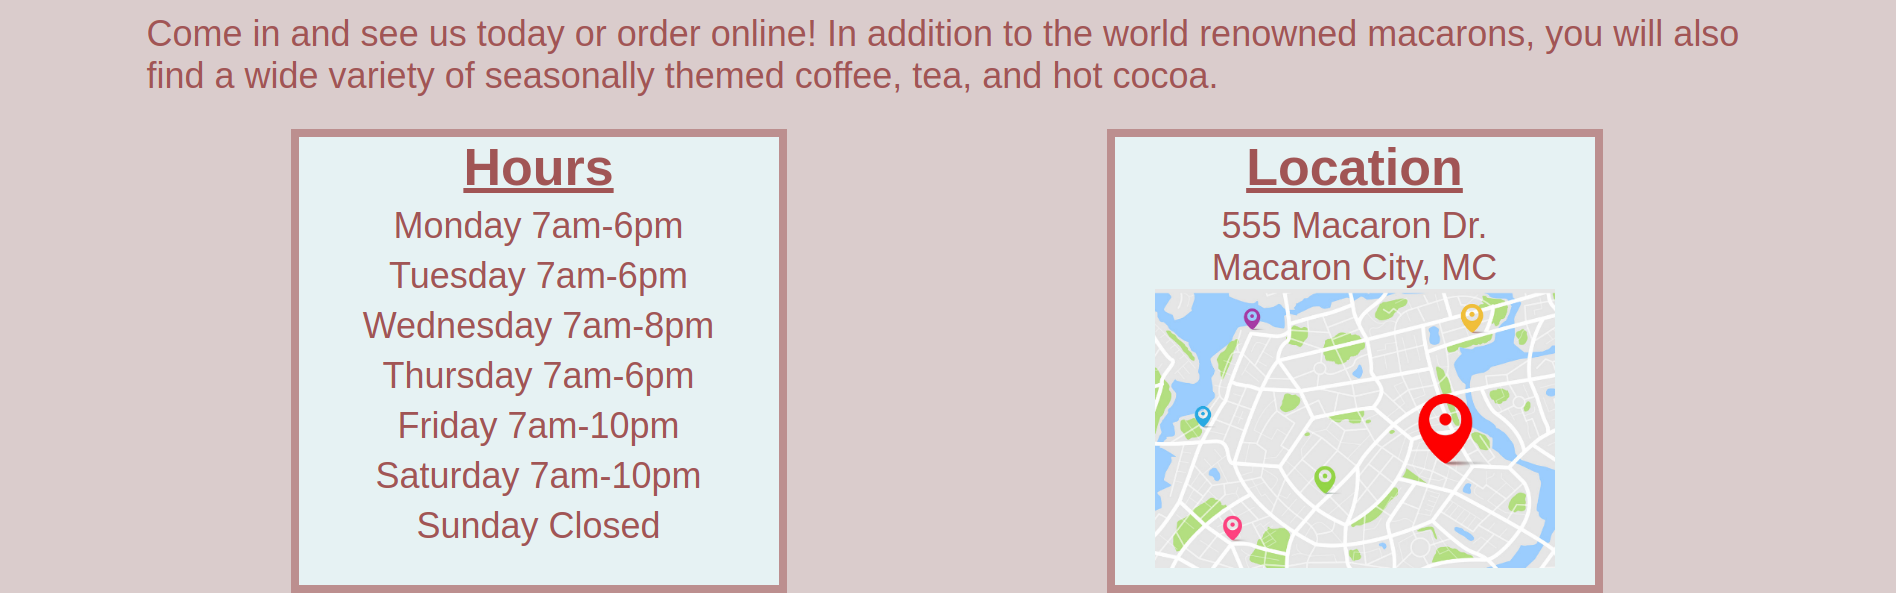 Come in and see us today or order online! In addition to the world renowned macarons, you will also
find a wide variety of seasonally themed coffee, tea, and hot cocoa.
Hours
Monday 7am-6pm
Tuesday 7am-6pm
Wednesday 7am-8pm
Thursday 7am-6pm
Friday 7am-10pm
Saturday 7am-10pm
Sunday Closed
Location
555 Macaron Dr.
Macaron City, MC